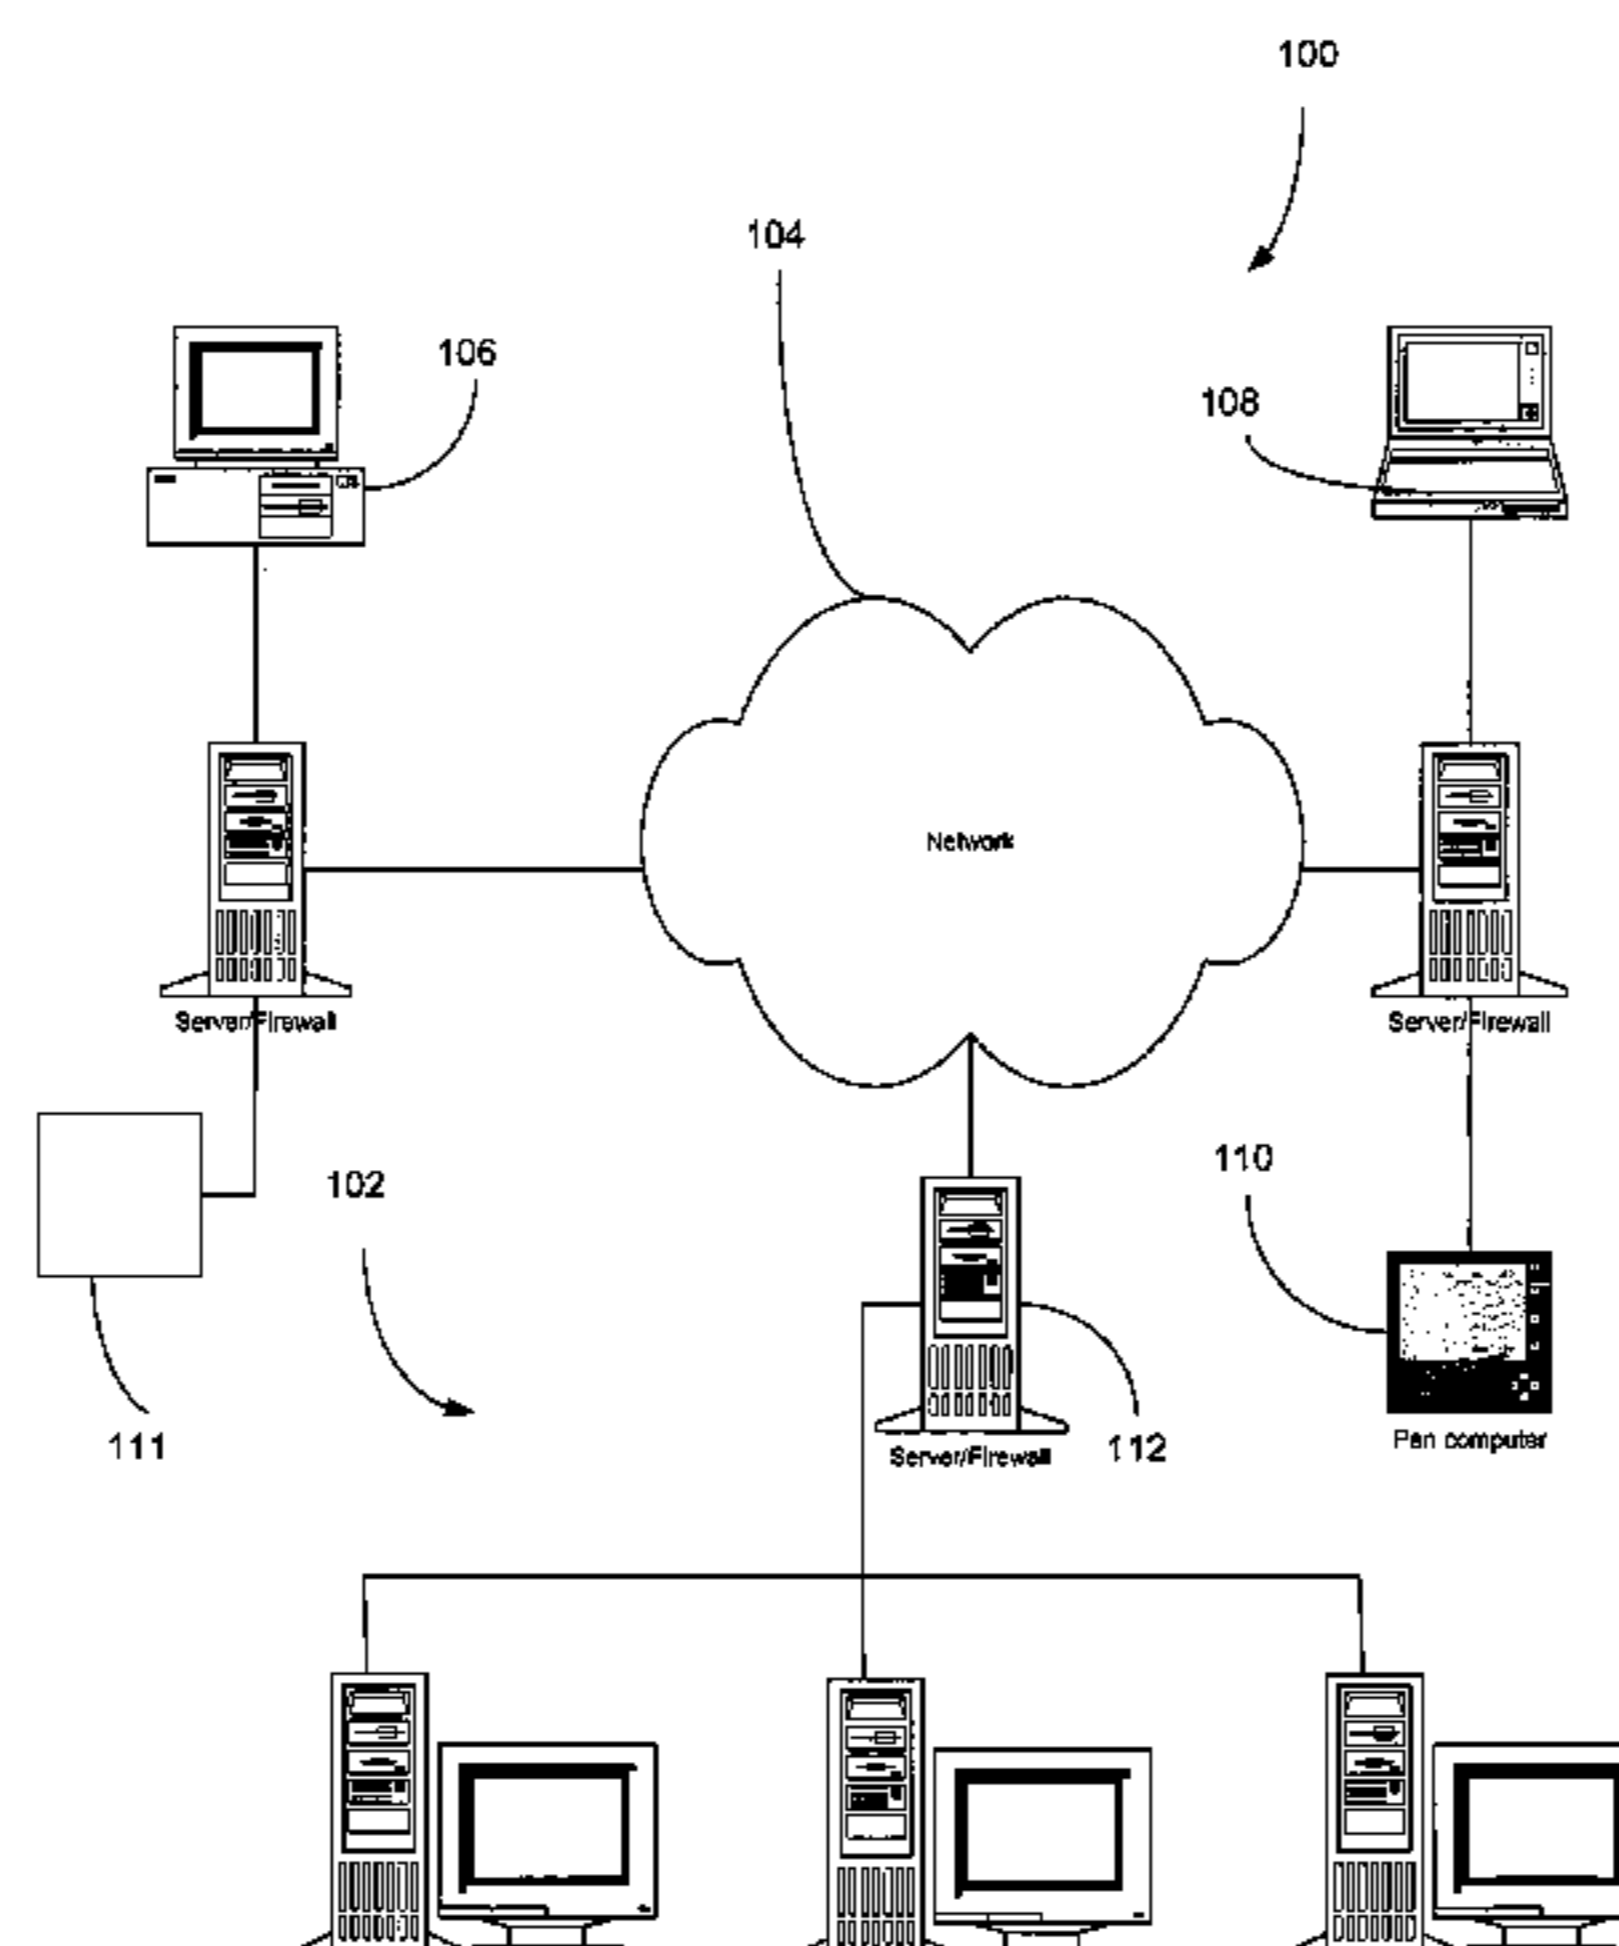 100
104
106
108
Network
Server/Firewall
Server/Firewall
110
102
111
Server/Firewall
112
Pen computer